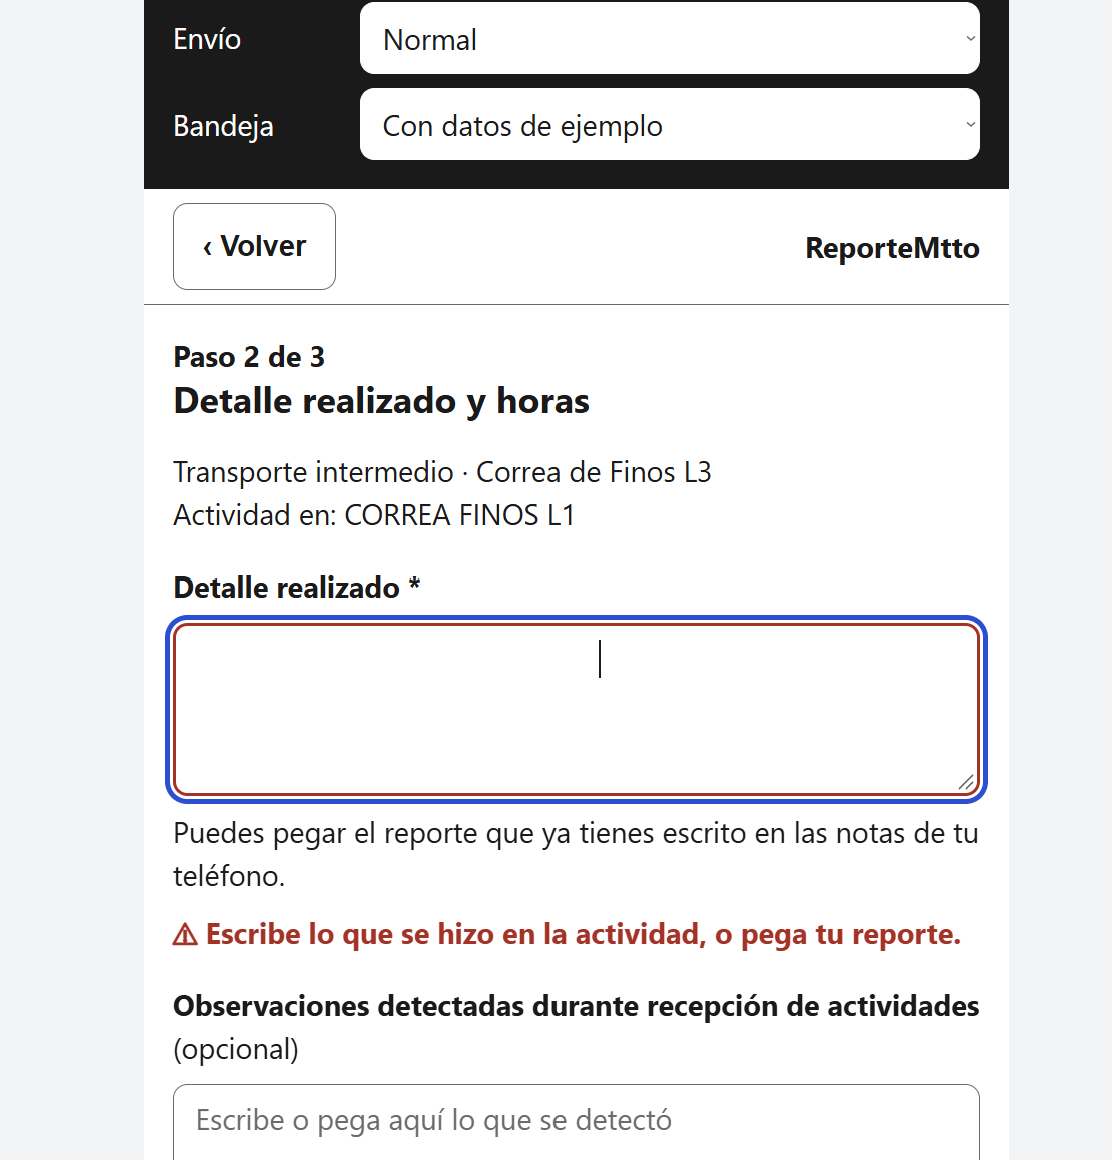 Envío
Normal
Bandeja
Con datos de ejemplo
‹ Volver
ReporteMtto
Paso 2 de 3
Detalle realizado y horas
Transporte intermedio · Correa de Finos L3
Actividad en: CORREA FINOS L1
Detalle realizado *
Puedes pegar el reporte que ya tienes escrito en las notas de tu
teléfono.
⚠ Escribe lo que se hizo en la actividad, o pega tu reporte.
Observaciones detectadas durante recepción de actividades
(opcional)
Escribe o pega aquí lo que se detectó